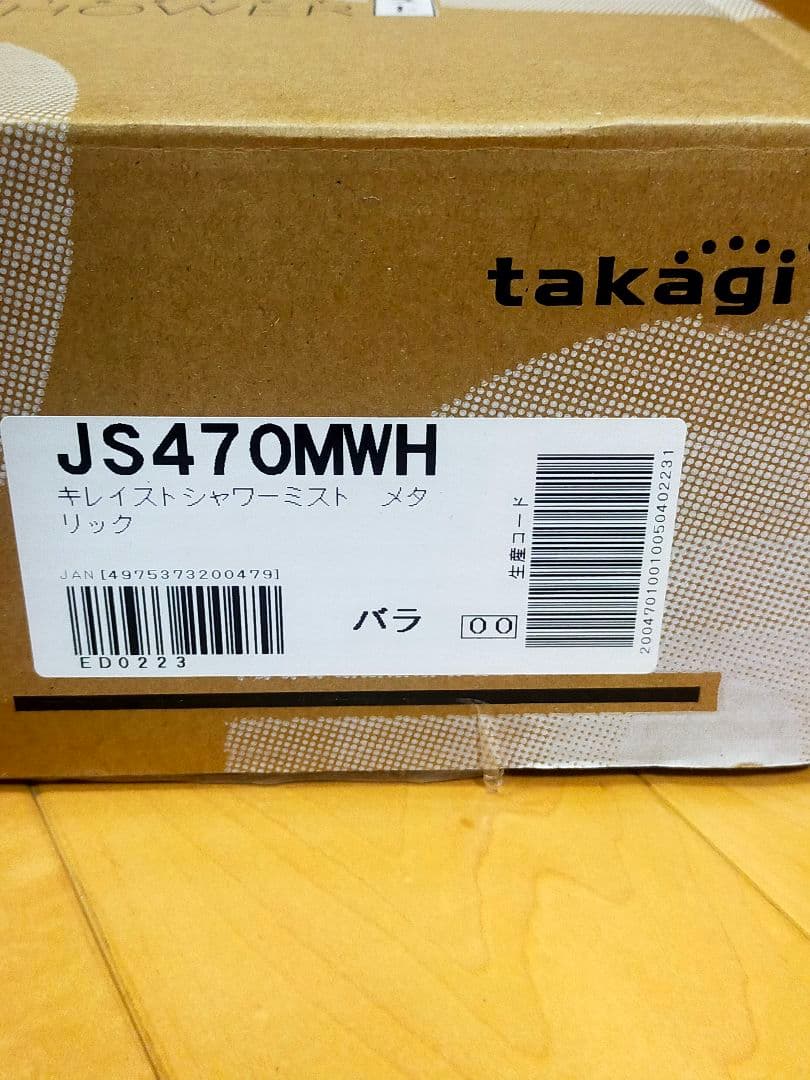 SHOWER
takagi
JS470MWH
キレイストシャワーミスト　メタ
リック
JAN[4975373200479]
ED0223
バラ
00
生産コード
20047010010050402231